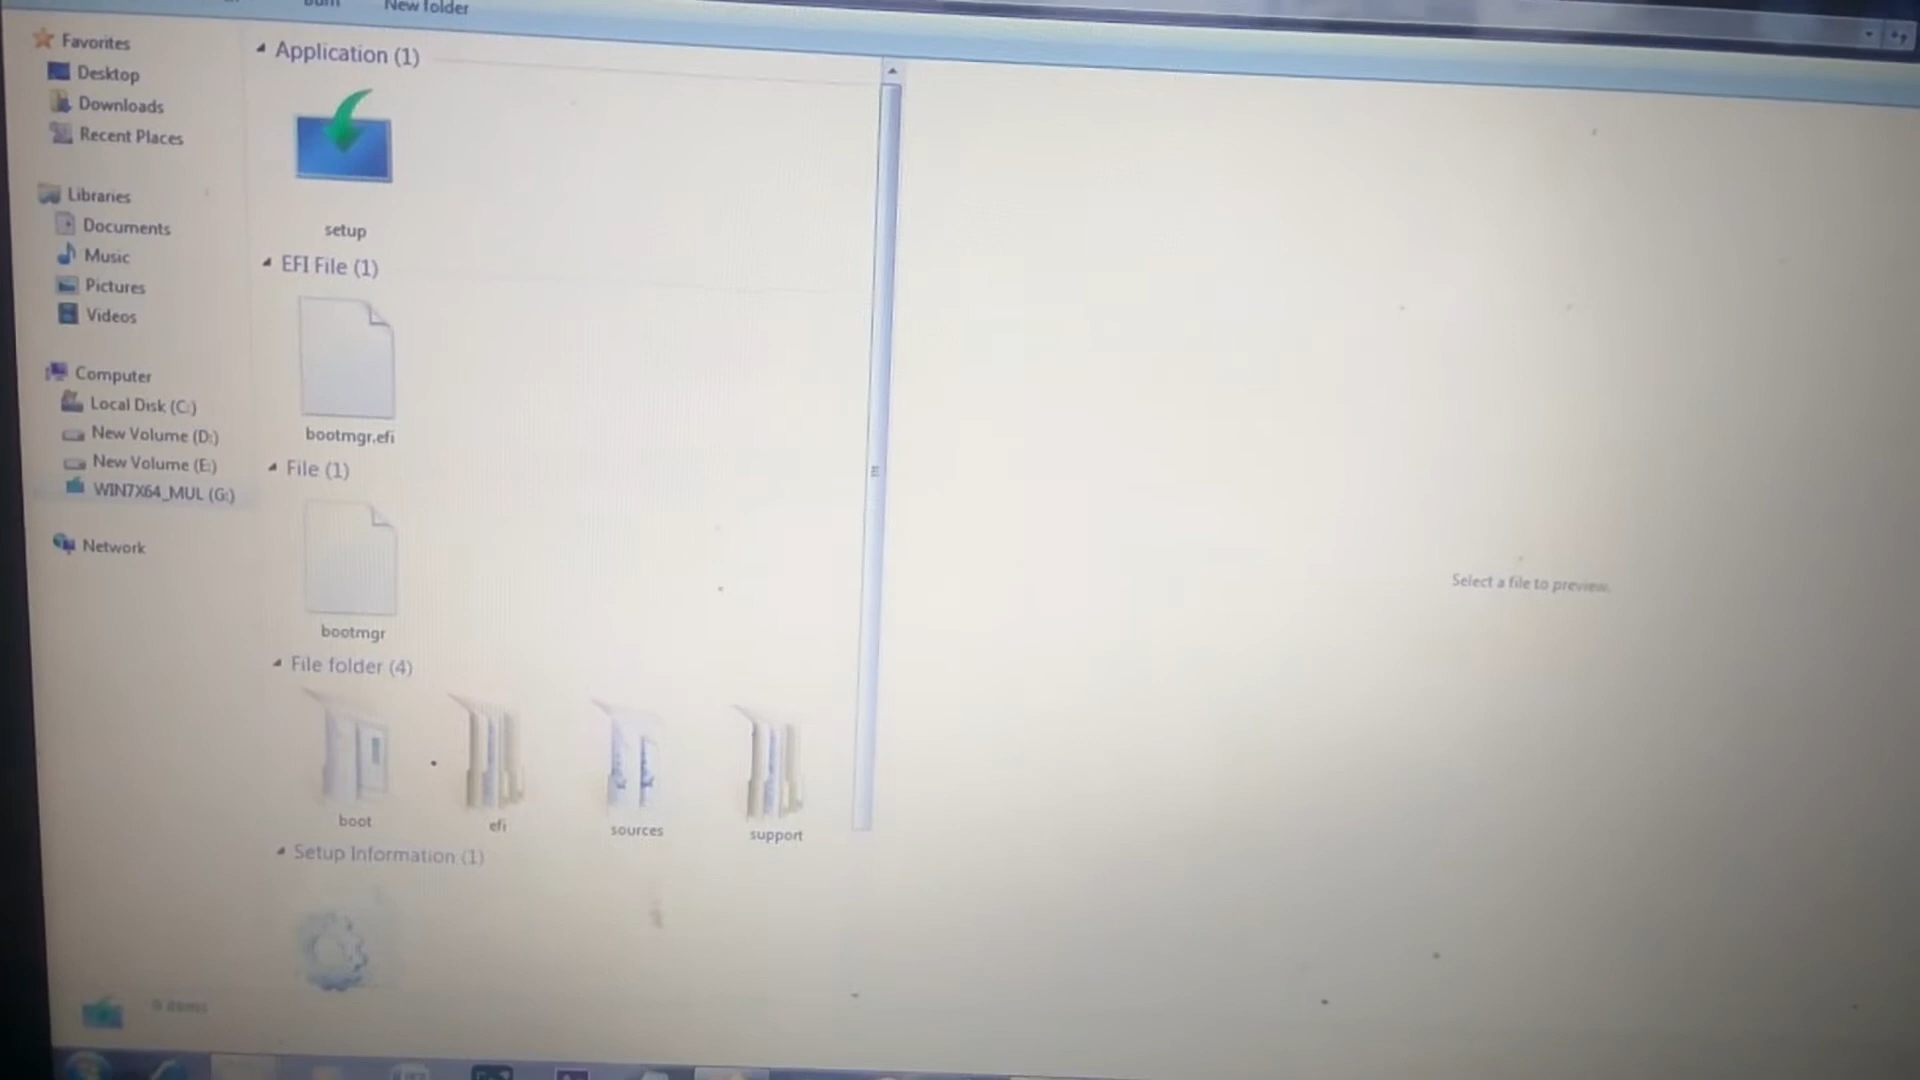 New folder
Favorites
Desktop
Downloads
Recent Places
Libraries
Documents
Music
Pictures
Videos
Computer
Local Disk (C:)
New Volume (D:)
New Volume (E:)
WIN7X64_MUL (G:)
Network
Application (1)
setup
EFI File (1)
bootmgr.efi
File (1)
bootmgr
File folder (4)
boot
efi
sources
support
Setup Information (1)
Select a file to preview.
9 items